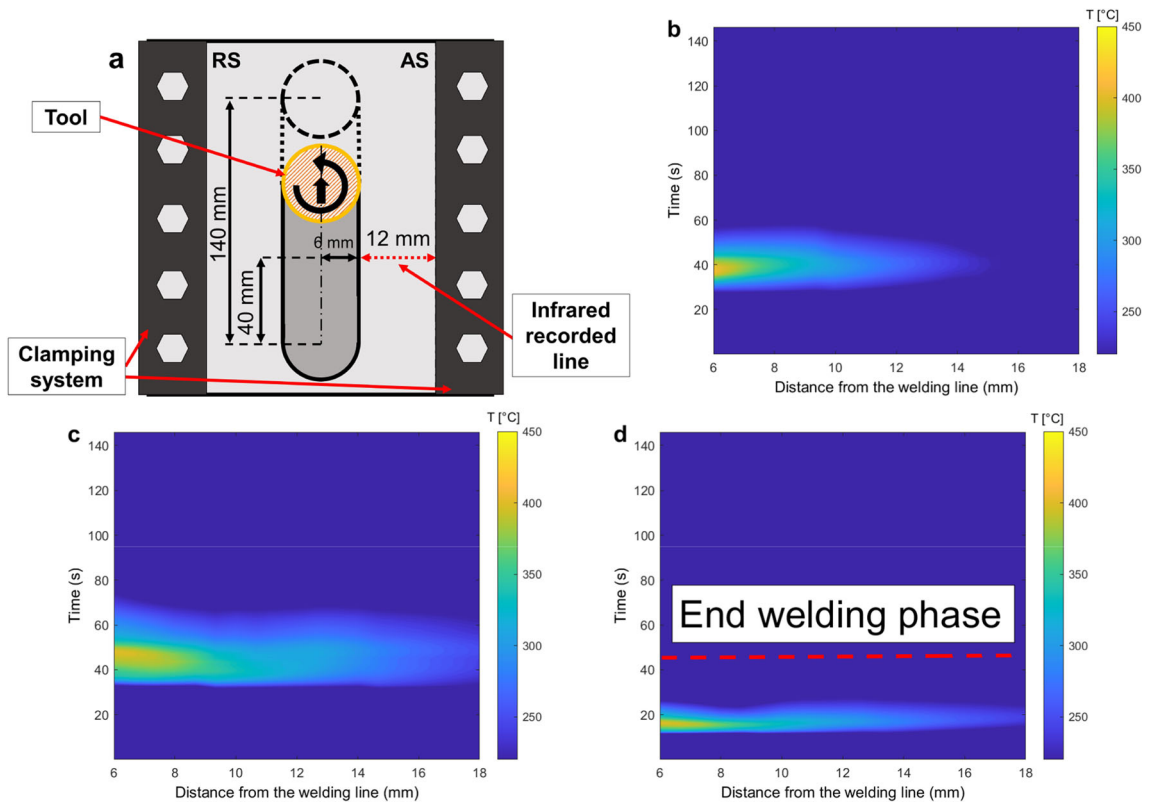 a
RS
AS
Tool
140 mm
6 mm
12 mm
40 mm
Infrared
recorded
line
Clamping
system
b
T [°C]
140
120
100
80
60
40
20
Time (s)
6
8
10
12
14
16
18
Distance from the welding line (mm)
450
400
350
300
250
c
T [°C]
140
120
100
80
60
40
20
Time (s)
6
8
10
12
14
16
18
Distance from the welding line (mm)
450
400
350
300
250
d
T [°C]
140
120
100
80
60
40
20
Time (s)
End welding phase
6
8
10
12
14
16
18
Distance from the welding line (mm)
450
400
350
300
250